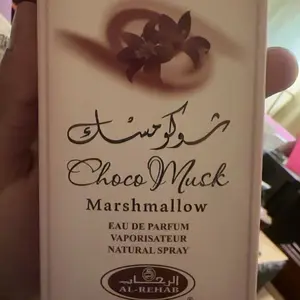 شوكو مسك
Choco Musk
Marshmallow
EAU DE PARFUM
VAPORISATEUR
NATURAL SPRAY
الرحاب
AL-REHAB